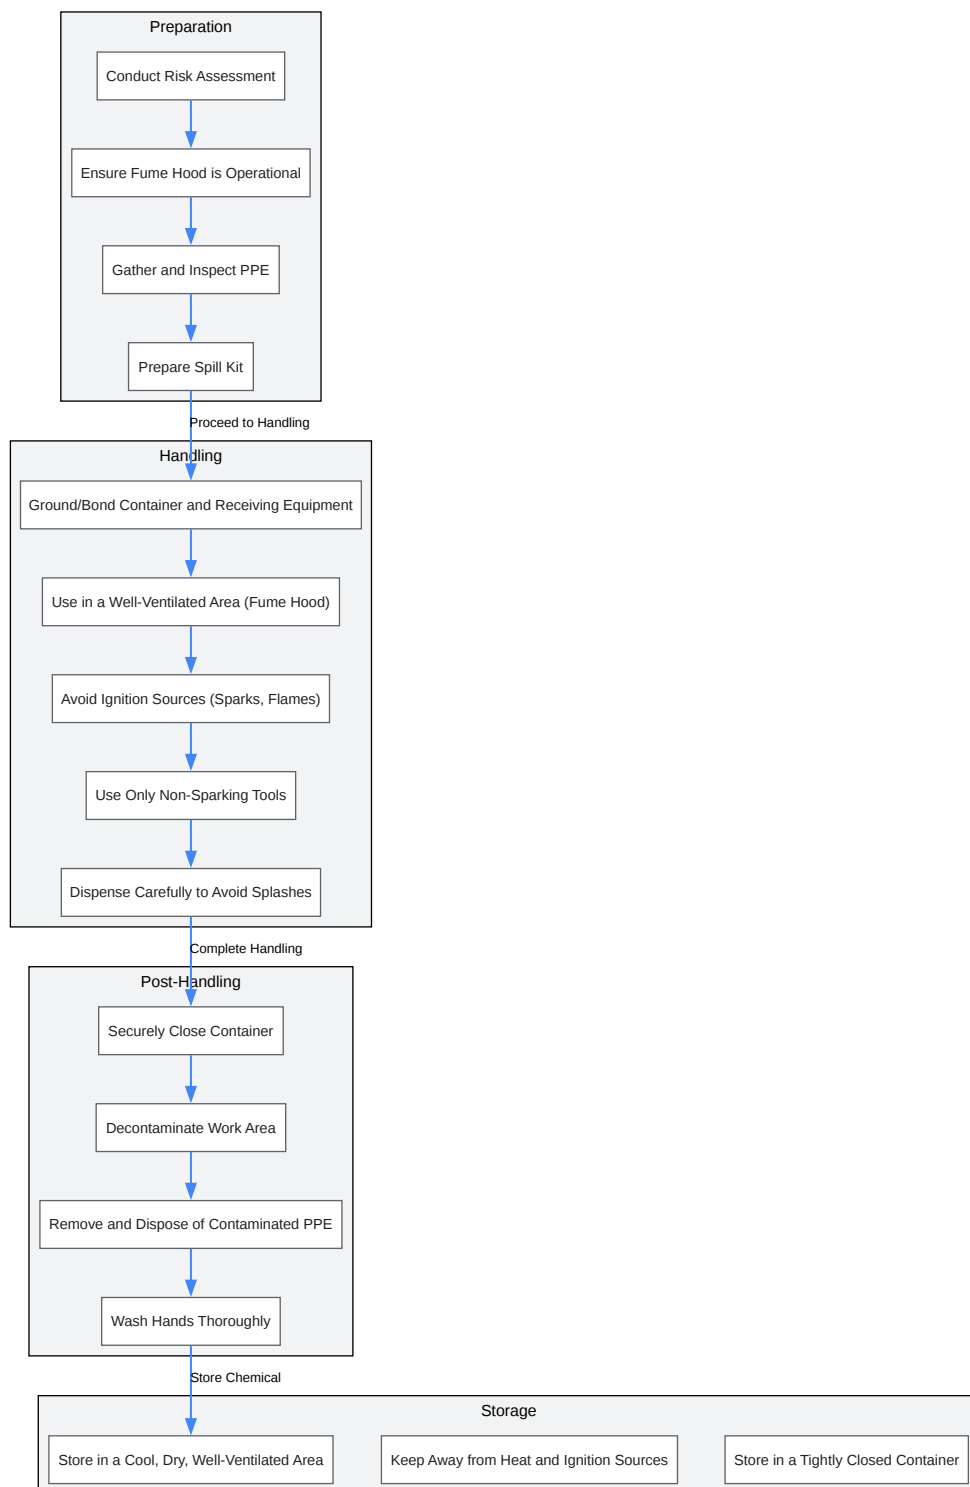 Preparation
Conduct Risk Assessment
Ensure Fume Hood is Operational
Gather and Inspect PPE
Prepare Spill Kit
Proceed to Handling
Handling
Ground/Bond Container and Receiving Equipment
Use in a Well-Ventilated Area (Fume Hood)
Avoid Ignition Sources (Sparks, Flames)
Use Only Non-Sparking Tools
Dispense Carefully to Avoid Splashes
Complete Handling
Post-Handling
Securely Close Container
Decontaminate Work Area
Remove and Dispose of Contaminated PPE
Wash Hands Thoroughly
Store Chemical
Storage
Store in a Cool, Dry, Well-Ventilated Area
Keep Away from Heat and Ignition Sources
Store in a Tightly Closed Container